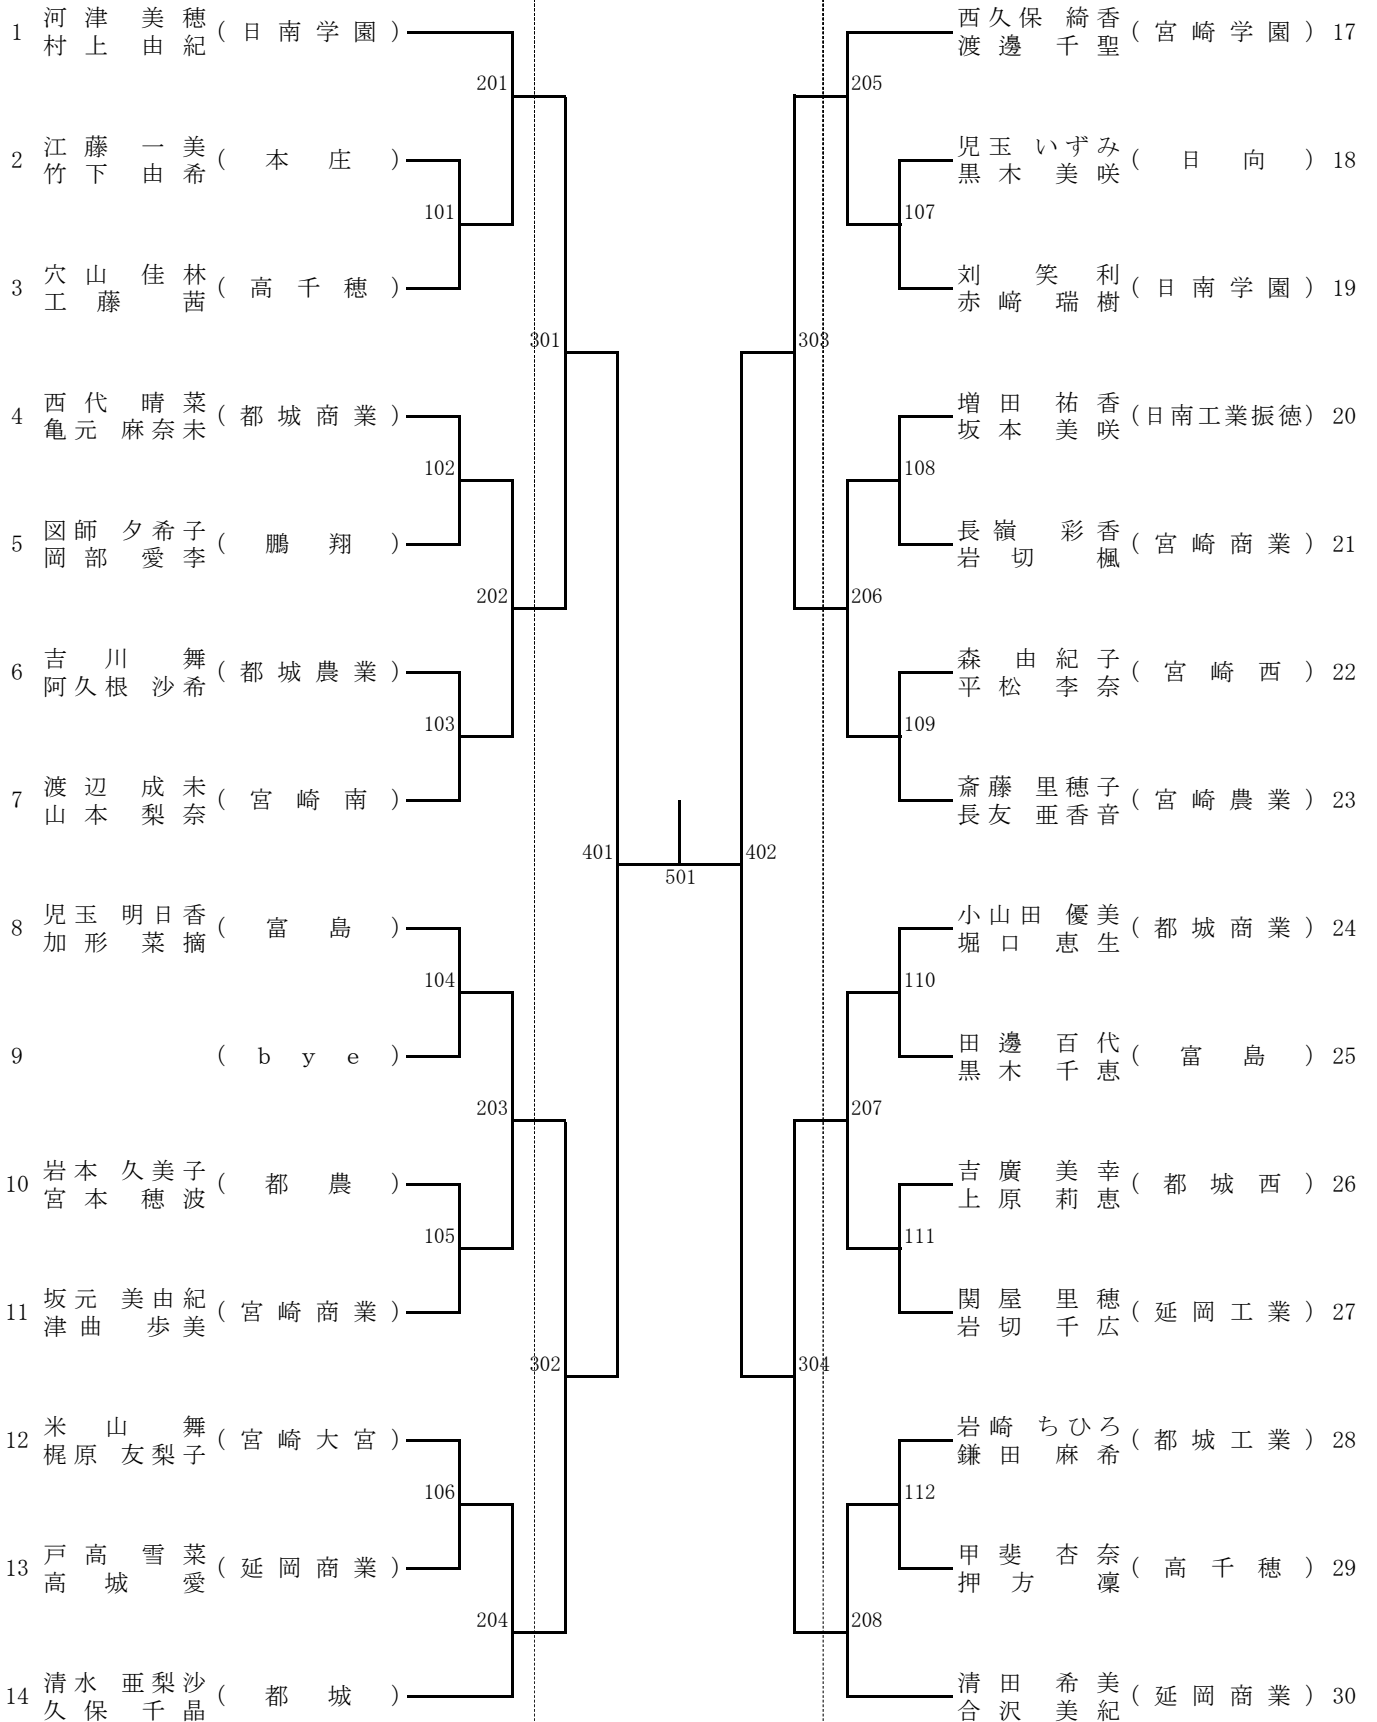 1 河津 美穂 村上 由紀 (日南学園)
201
2 江藤 一美 竹下 由希 (本庄)
101
3 穴山 佳林 工藤 茜 (高千穂)
301
4 西代 晴菜 亀元 麻奈未 (都城商業)
102
5 図師 夕希子 岡部 愛李 (鵬翔)
202
6 吉川 舞 阿久根 沙希 (都城農業)
103
7 渡辺 成未 山本 梨奈 (宮崎南)
401
8 児玉 明日香 加形 菜摘 (富島)
104
9 (bye)
203
10 岩本 久美子 宮本 穂波 (都農)
105
11 坂元 美由紀 津曲 歩美 (宮崎商業)
302
12 米山 舞 梶原 友梨子 (宮崎大宮)
106
13 戸高 雪菜 高城 愛 (延岡商業)
204
14 清水 亜梨沙 久保 千晶 (都城)
501
西久保 綺香 渡邊 千聖 (宮崎学園) 17
205
児玉 いずみ 黒木 美咲 (日向) 18
107
刘 笑利 赤﨑 瑞樹 (日南学園) 19
303
増田 祐香 坂本 美咲 (日南工業振徳) 20
108
長嶺 彩香 岩切 楓 (宮崎商業) 21
206
森 由紀子 平松 李奈 (宮崎西) 22
109
斎藤 里穂子 長友 亜香音 (宮崎農業) 23
402
小山田 優美 堀口 恵生 (都城商業) 24
110
田邊 百代 黒木 千恵 (富島) 25
207
吉廣 美幸 上原 莉恵 (都城西) 26
111
関屋 里穂 岩切 千広 (延岡工業) 27
304
岩崎 ちひろ 鎌田 麻希 (都城工業) 28
112
甲斐 杏奈 押方 凜 (高千穂) 29
208
清田 希美 合沢 美紀 (延岡商業) 30